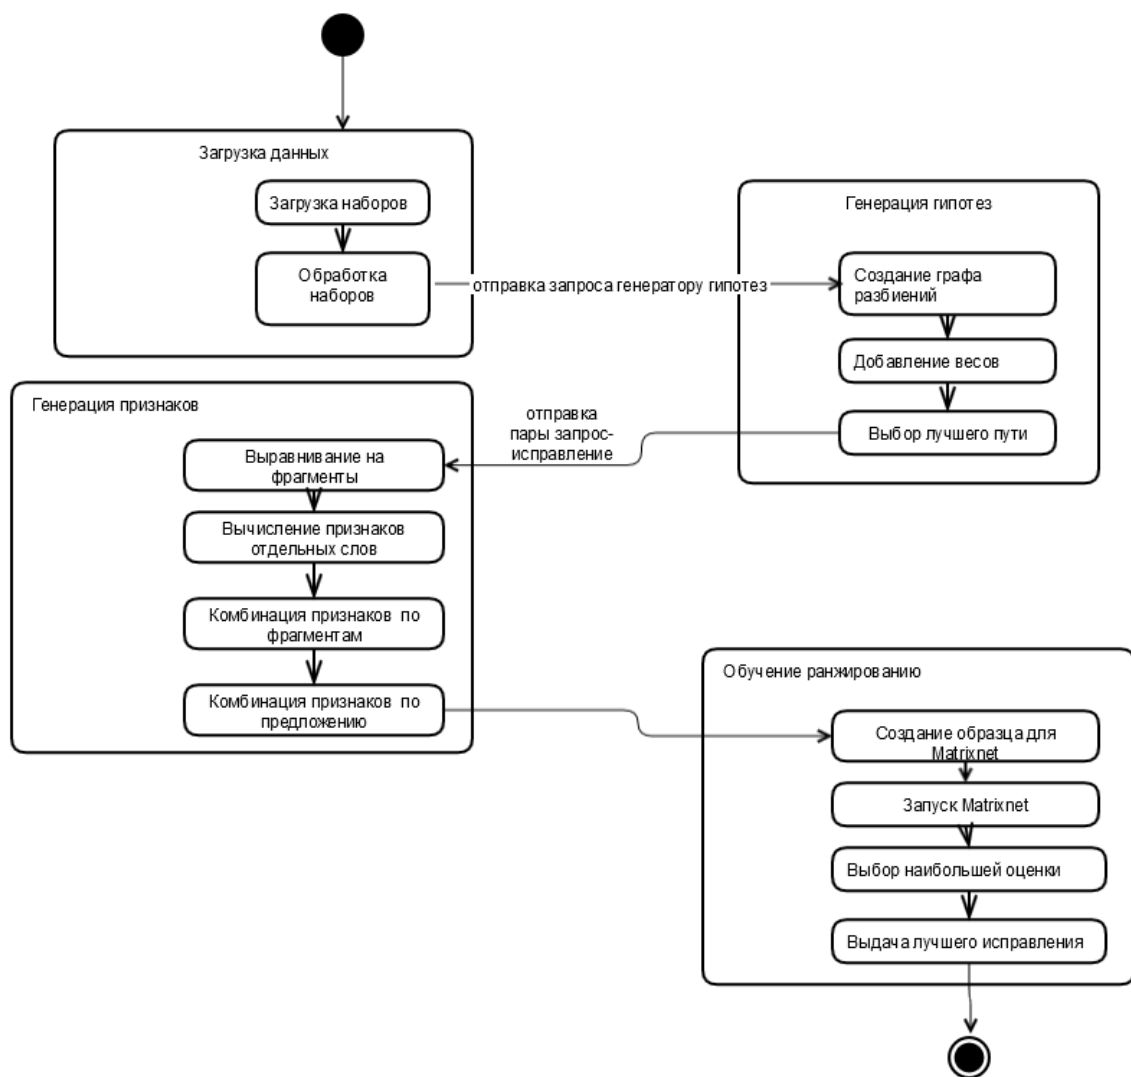 Загрузка данных
Загрузка наборов
Обработка
наборов
отправка запроса генератору гипотез
Генерация гипотез
Создание графа
разбиений
Добавление весов
Выбор лучшего пути
отправка
пары запрос-
исправление
Генерация признаков
Выравнивание на
фрагменты
Вычисление признаков
отдельных слов
Комбинация признаков по
фрагментам
Комбинация признаков по
предложению
Обучение ранжированию
Создание образца для
Matrixnet
Запуск Matrixnet
Выбор наибольшей оценки
Выдача лучшего исправления